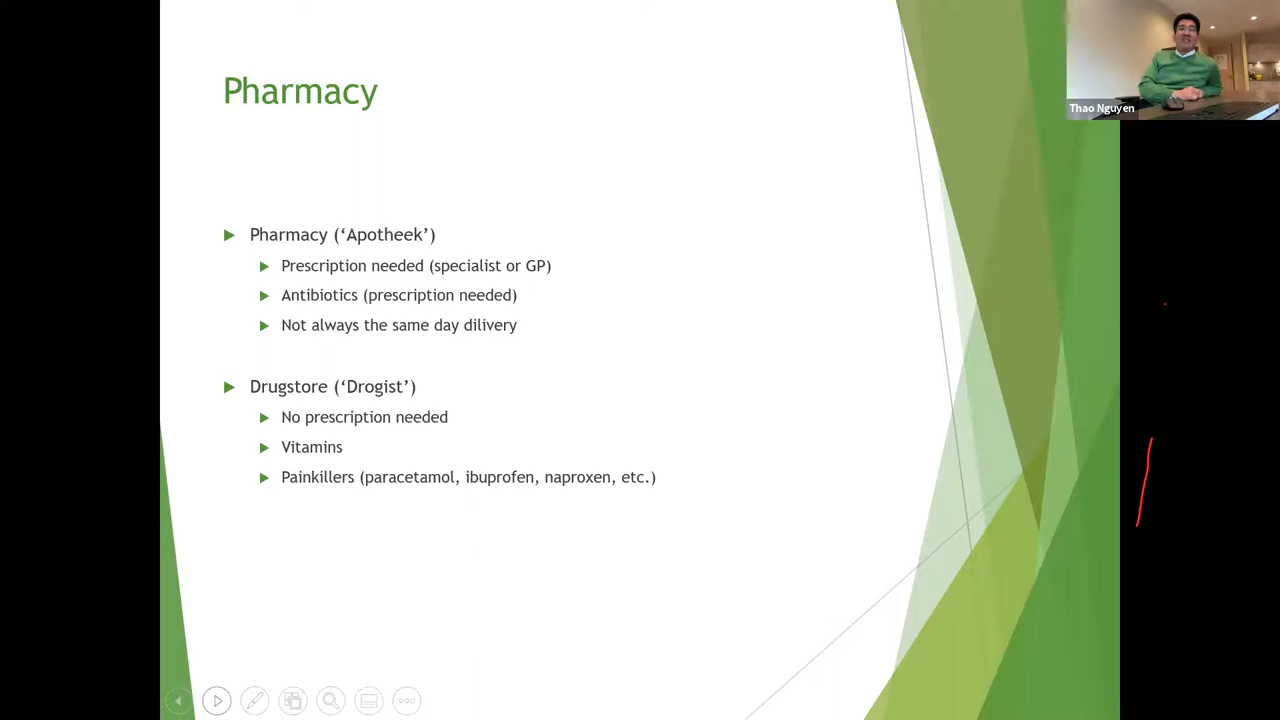 Pharmacy
Thao Nguyen
Pharmacy (‘Apotheek’)
Prescription needed (specialist or GP)
Antibiotics (prescription needed)
Not always the same day dilivery
Drugstore (‘Drogist’)
No prescription needed
Vitamins
Painkillers (paracetamol, ibuprofen, naproxen, etc.)